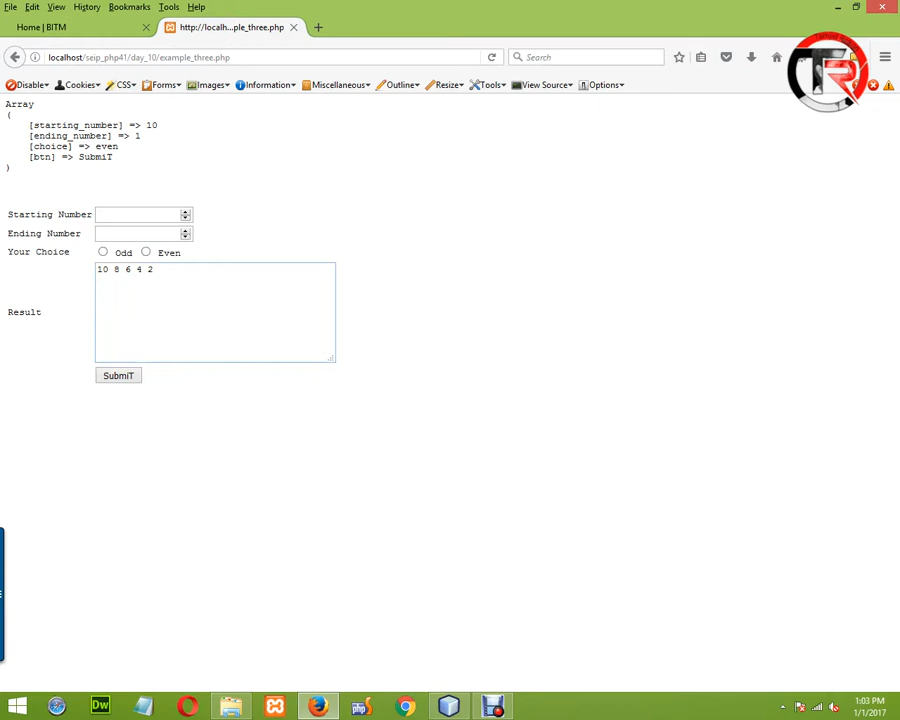 File Edit View History Bookmarks Tools Help
Home | BITM
http://localh...ple_three.php
localhost/seip_php41/day_10/example_three.php
Search
Disable Cookies CSS Forms Images Information Miscellaneous Outline Resize Tools View Source Options
Array
(
[starting_number] => 10
[ending_number] => 1
[choice] => even
[btn] => SubmiT
)
Starting Number
Ending Number
Your Choice Odd Even
10 8 6 4 2
Result
SubmiT
Dw
php
1:03 PM
1/1/2017